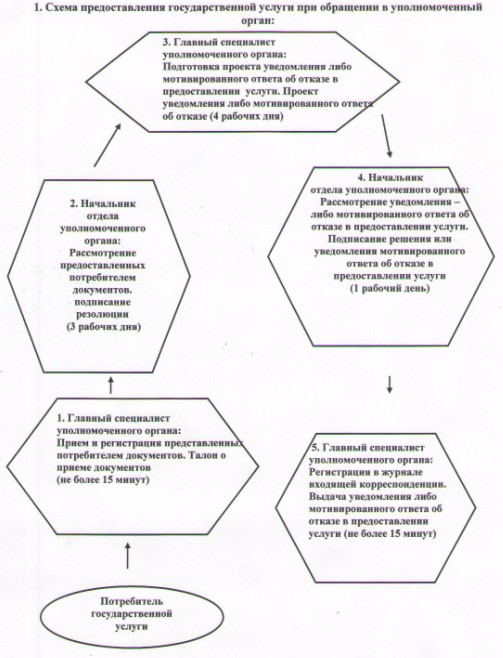 1. Схема предоставления государственной услуги при обращении в уполномоченный
орган:
3. Главный специалист
уполномоченного органа:
Подготовка проекта уведомления либо
мотивированного ответа об отказе в
предоставлении услуги. Проект
уведомления либо мотивированного ответа
об отказе (4 рабочих дня)
2. Начальник
отдела
уполномоченного
органа:
Рассмотрение
предоставленных
потребителем
документов.
подписание
резолюции
(3 рабочих дня)
4. Начальник
отдела уполномоченного органа:
Рассмотрение уведомления –
либо мотивированного ответа об
отказе в предоставлении услуги.
Подписание решения или
уведомления мотивированного
ответа об отказе в
предоставлении услуги
(1 рабочий день)
1. Главный специалист
уполномоченного органа:
Прием и регистрация представленных
потребителем документов. Талон о
приеме документов
(не более 15 минут)
5. Главный специалист
уполномоченного органа:
Регистрация в журнале
входящей корреспонденции.
Выдача уведомления либо
мотивированного ответа об
отказе в предоставлении
услуги (не более 15 минут)
Потребитель
государственной
услуги